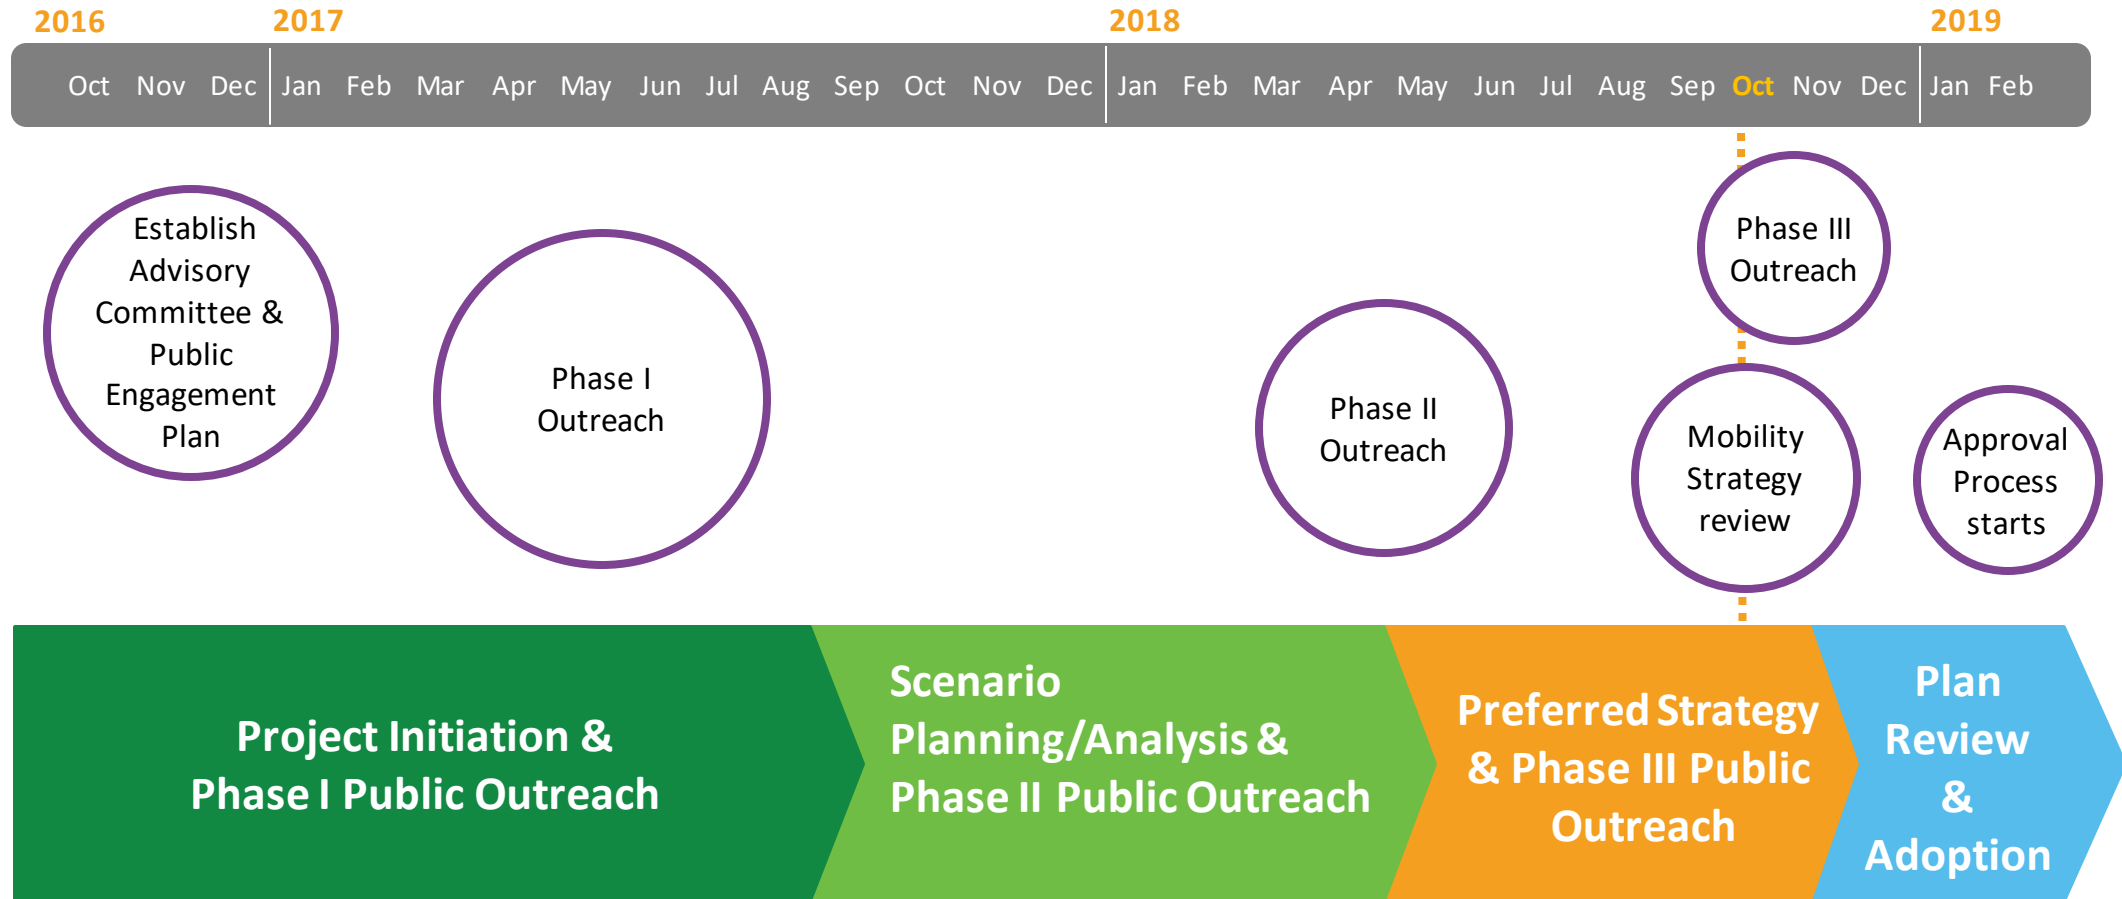 2016 2017 2018 2019
Oct Nov Dec Jan Feb Mar Apr May Jun Jul Aug Sep Oct Nov Dec Jan Feb Mar Apr May Jun Jul Aug Sep Oct Nov Dec Jan Feb
Establish
Advisory
Committee &
Public
Engagement
Plan
Phase I
Outreach
Phase II
Outreach
Phase III
Outreach
Mobility
Strategy
review
Approval
Process
starts
Project Initiation &
Phase I Public Outreach
Scenario
Planning/Analysis &
Phase II Public Outreach
Preferred Strategy
& Phase III Public
Outreach
Plan
Review
&
Adoption